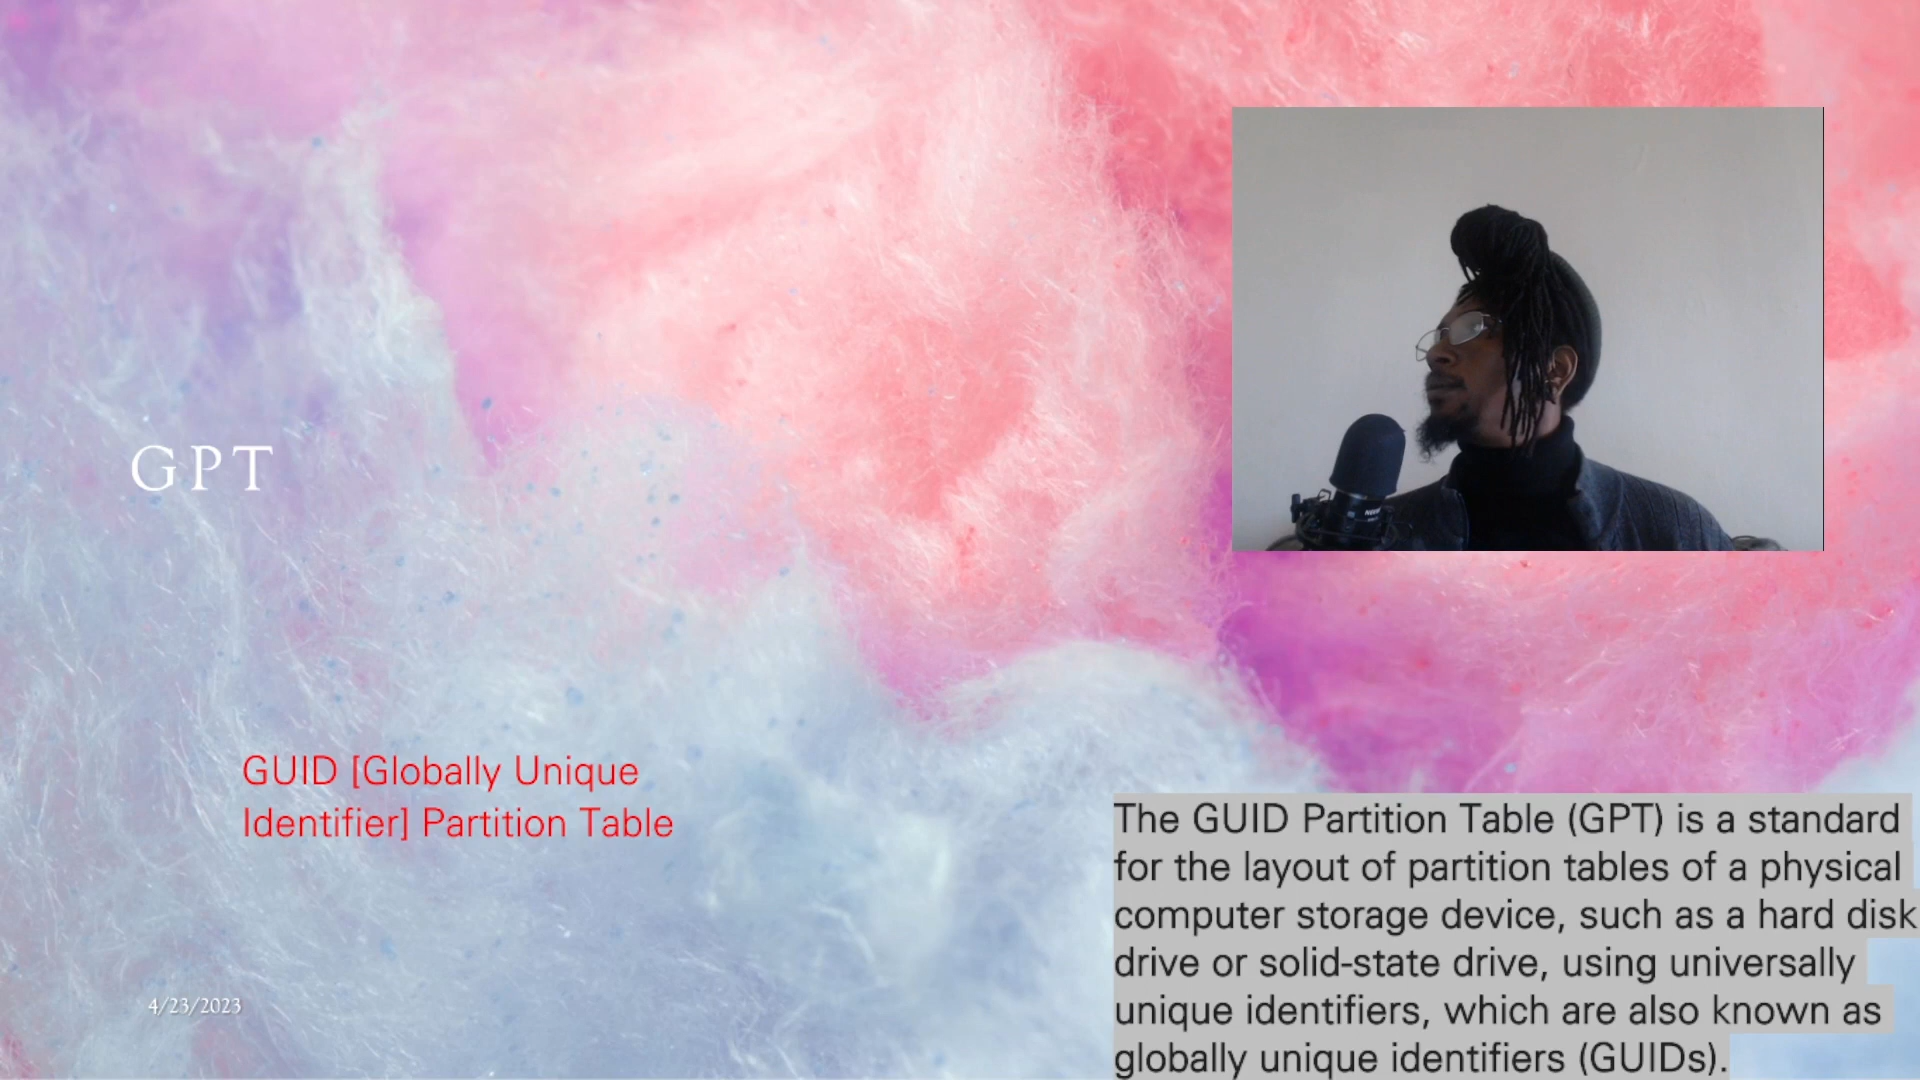 GPT
GUID [Globally Unique
Identifier] Partition Table
4/23/2023
The GUID Partition Table (GPT) is a standard
for the layout of partition tables of a physical
computer storage device, such as a hard disk
drive or solid-state drive, using universally
unique identifiers, which are also known as
globally unique identifiers (GUIDs).